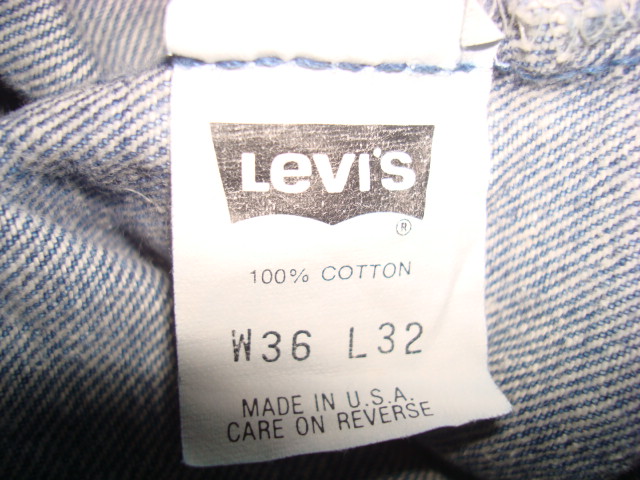 Levi's
®
100% COTTON
W36 L32
MADE IN U.S.A.
CARE ON REVERSE